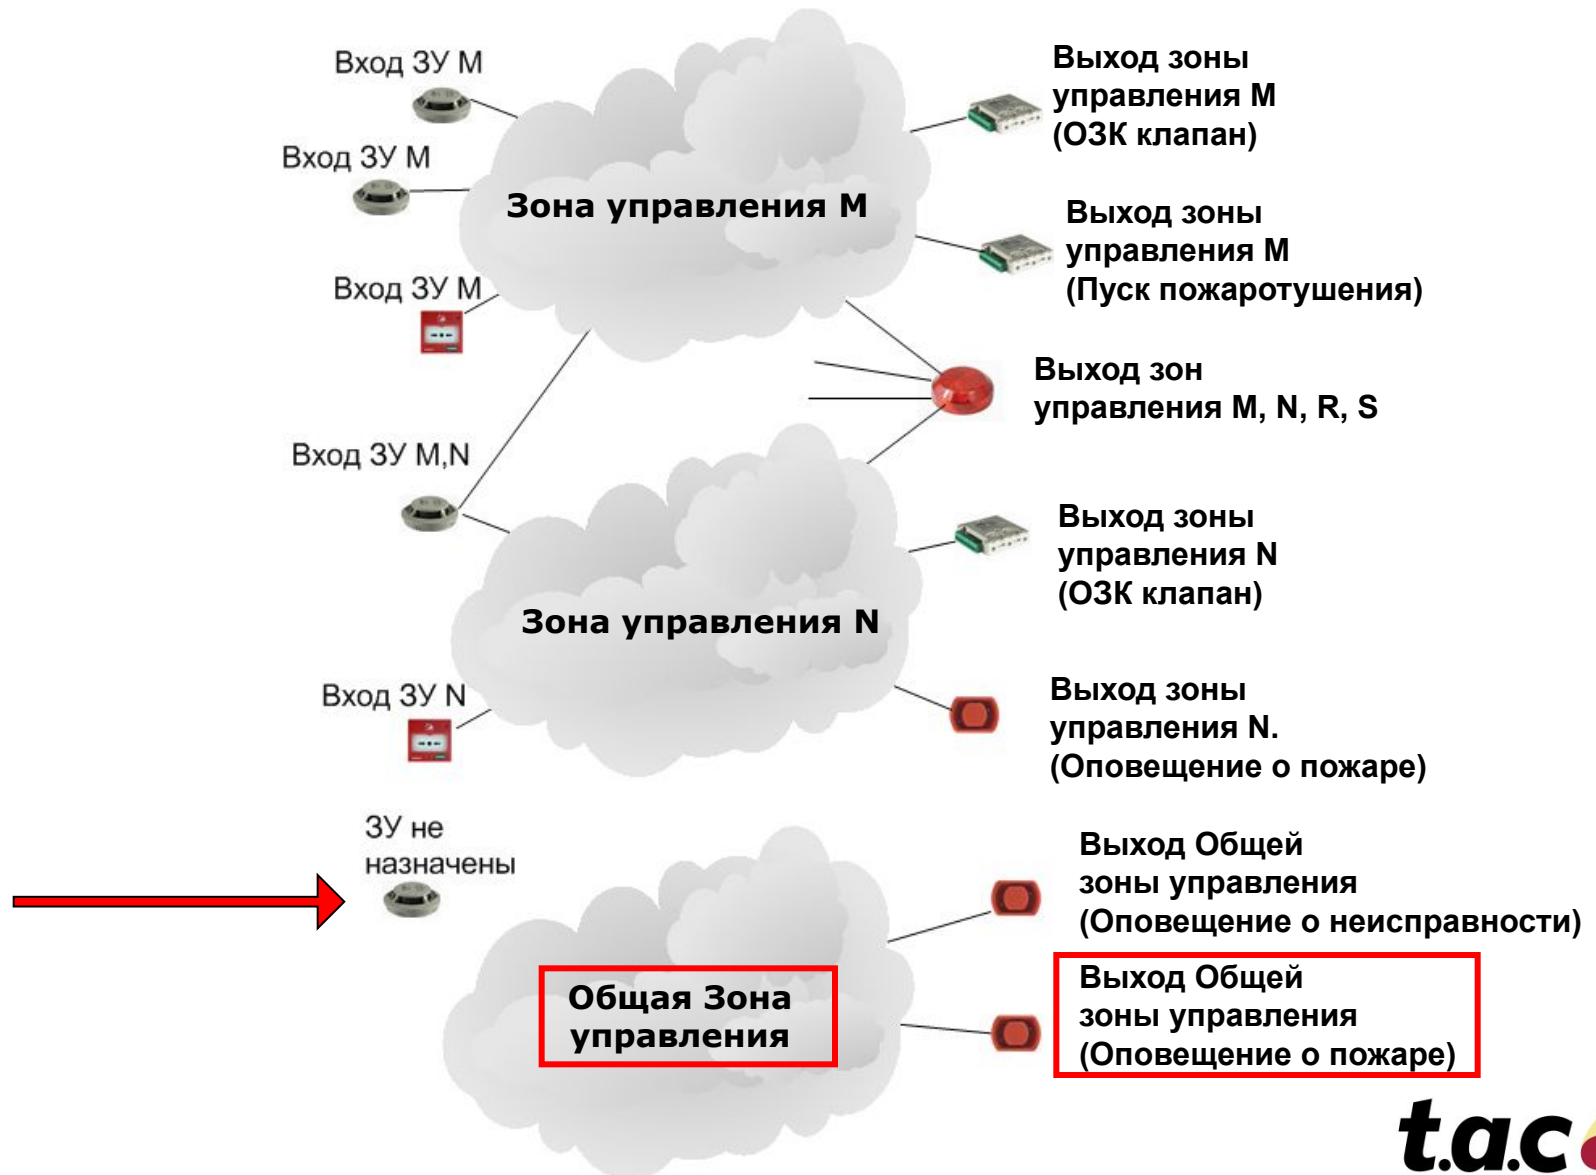 Вход ЗУ М
Вход ЗУ М
Вход ЗУ М
Зона управления М
Выход зоны
управления М
(ОЗК клапан)
Выход зоны
управления М
(Пуск пожаротушения)
Выход зон
управления M, N, R, S
Вход ЗУ M,N
Вход ЗУ N
Зона управления N
Выход зоны
управления N
(ОЗК клапан)
Выход зоны
управления N.
(Оповещение о пожаре)
ЗУ не
назначены
Общая Зона
управления
Выход Общей
зоны управления
(Оповещение о неисправности)
Выход Общей
зоны управления
(Оповещение о пожаре)
t.a.c